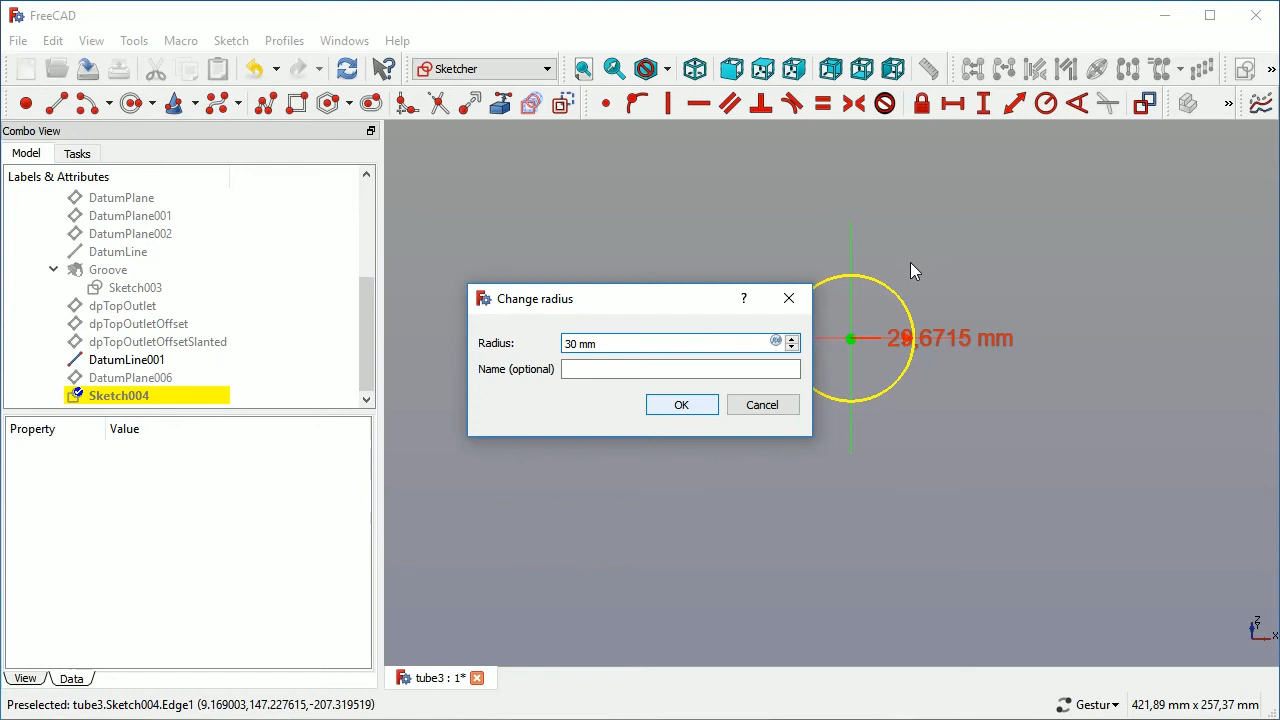 FreeCAD
File Edit View Tools Macro Sketch Profiles Windows Help
Sketcher
»
»
Combo View
Model Tasks
Labels & Attributes
DatumPlane
DatumPlane001
DatumPlane002
DatumLine
Groove
Sketch003
dpTopOutlet
dpTopOutletOffset
dpTopOutletOffsetSlanted
DatumLine001
DatumPlane006
Sketch004
Property Value
Change radius
?
Radius: 30 mm
Name (optional)
OK Cancel
29,6715 mm
Z
Y
X
View Data
tube3 : 1*
Preselected: tube3.Sketch004.Edge1 (9.169003,147.227615,-207.319519)
Gestur
421,89 mm x 257,37 mm